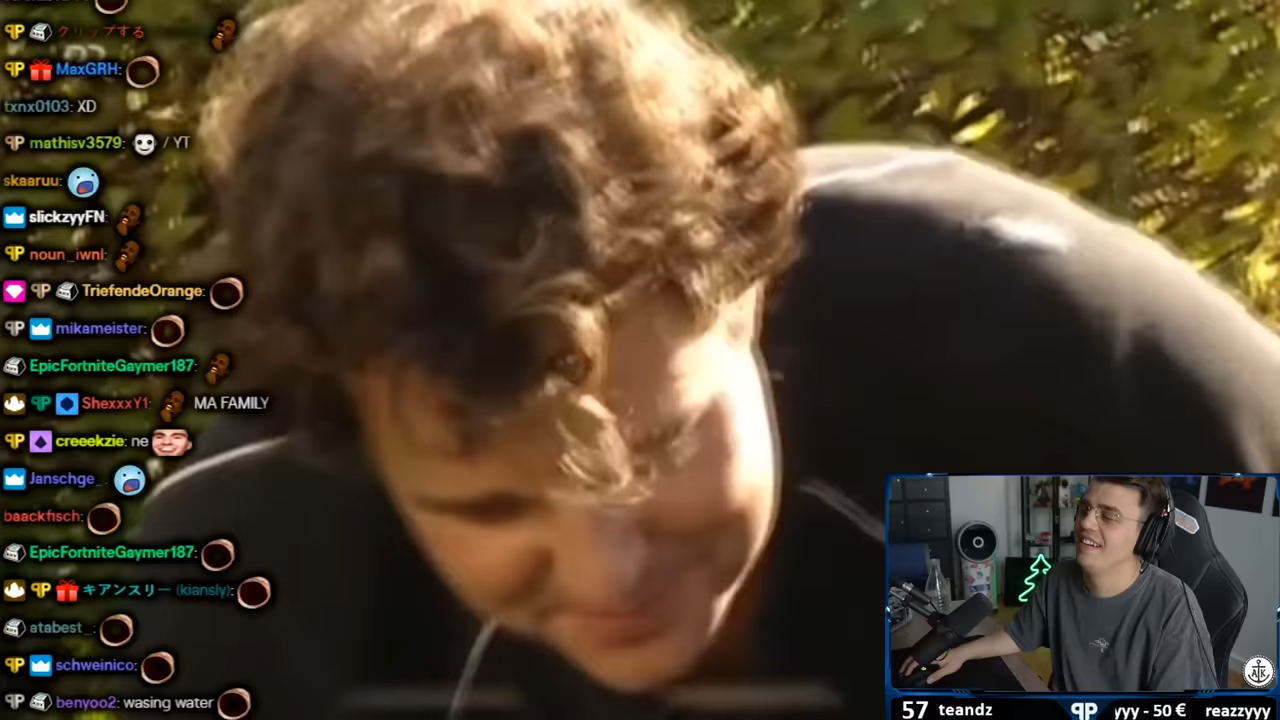 クリップする
MaxGRH:
txnx0103: XD
mathisv3579: / YT
skaaruu:
slickzyyFN:
noun_iwnl:
TriefendeOrange:
mikameister:
EpicFortniteGaymer187:
ShexxxY1: MA FAMILY
creeekzie: ne
Janschge_:
baackfisch:
EpicFortniteGaymer187:
キアンスリー (kiansly):
atabest_:
schweinico:
benyoo2: wasing water
57 teandz
yyy - 50 € reazzyyy